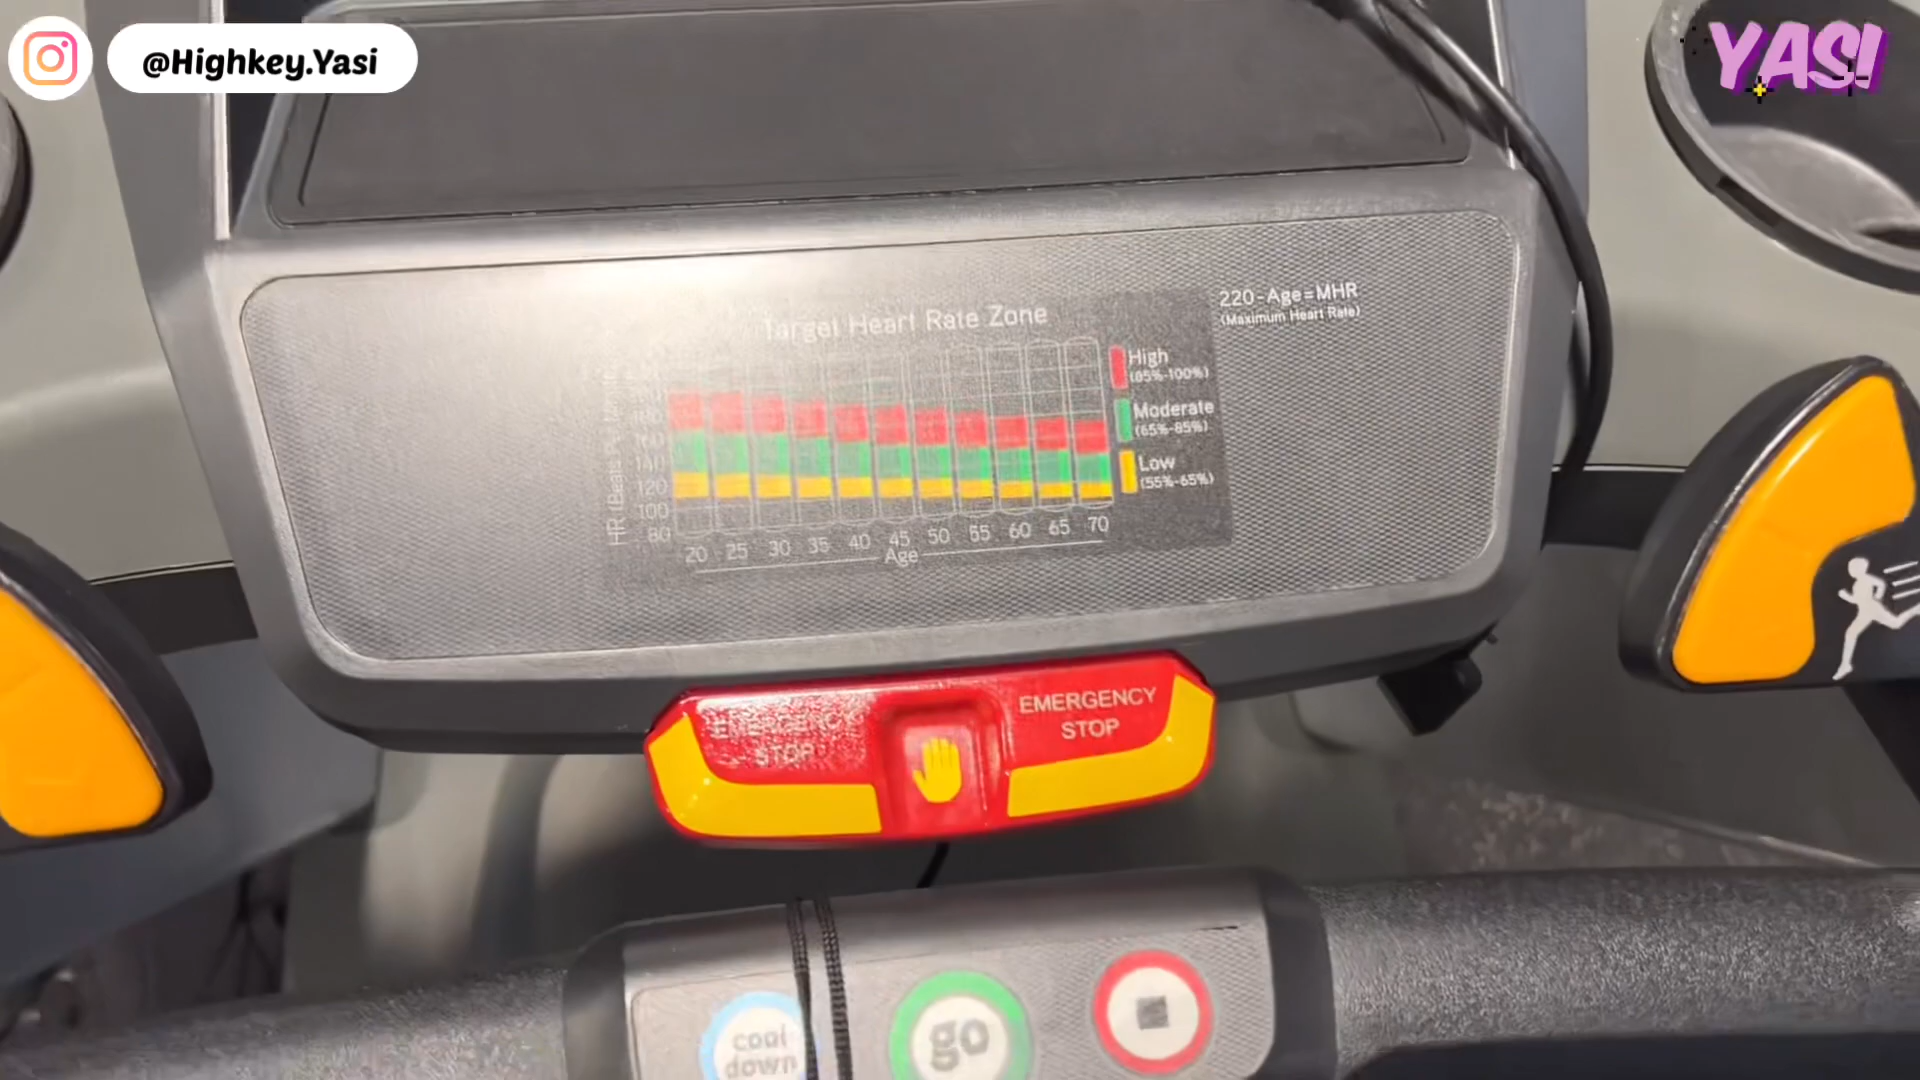 @Highkey.Yasi
YASI
Target Heart Rate Zone
220-Age=MHR
(Maximum Heart Rate)
High
(85%-100%)
Moderate
(65%-85%)
Low
(55%-65%)
160
140
120
100
80
20 25 30 35 40 45 50 55 60 65 70
Age
EMERGENCY
STOP
EMERGENCY
STOP
cool
down
go